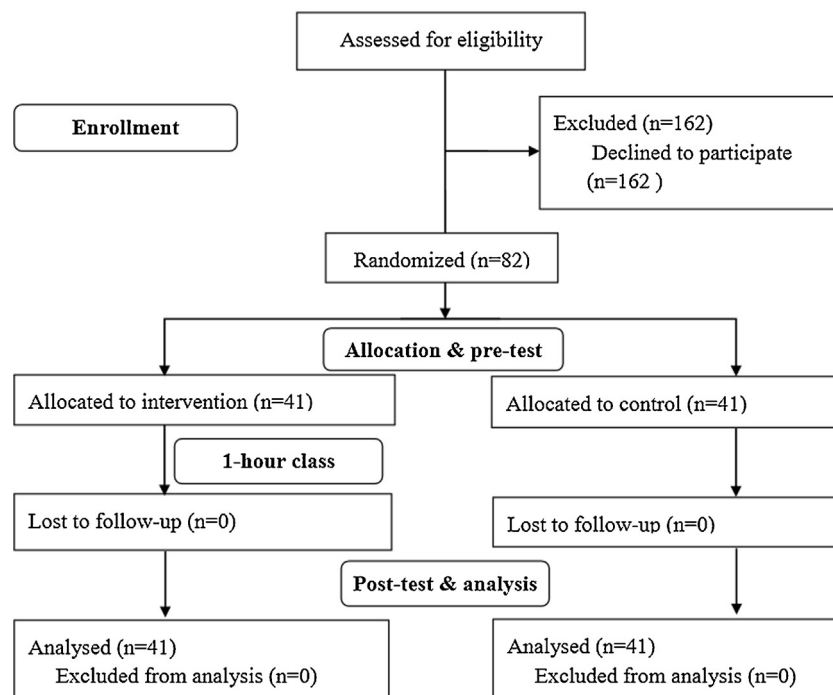 Assessed for eligibility
Enrollment
Excluded (n=162)
Declined to participate
(n=162 )
Randomized (n=82)
Allocation & pre-test
Allocated to intervention (n=41)
Allocated to control (n=41)
1-hour class
Lost to follow-up (n=0)
Lost to follow-up (n=0)
Post-test & analysis
Analysed (n=41)
Excluded from analysis (n=0)
Analysed (n=41)
Excluded from analysis (n=0)